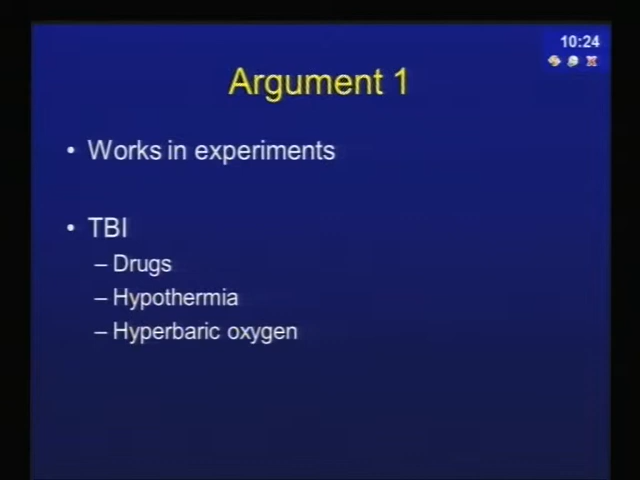 10:24
Argument 1
• Works in experiments
• TBI
– Drugs
– Hypothermia
– Hyperbaric oxygen